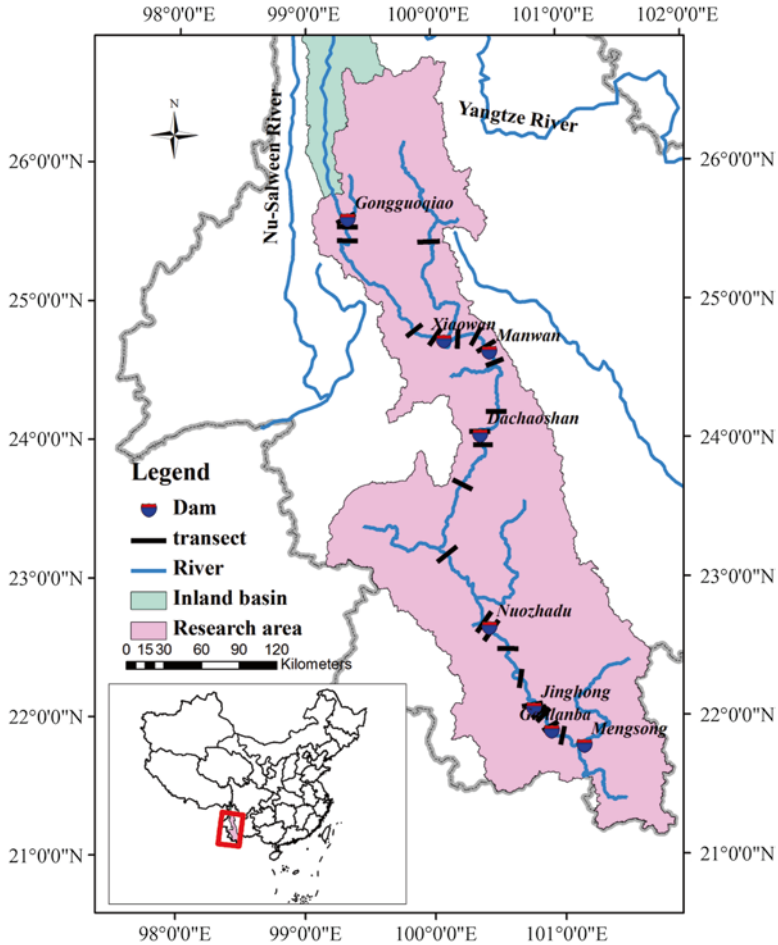 98°0'0"E 99°0'0"E 100°0'0"E 101°0'0"E 102°0'0"E
N
Nu-Salween River
Yangtze River
26°0'0"N 26°0'0"N
Gongguoqiao
25°0'0"N 25°0'0"N
Xiaowan
Manwan
Dachaoshan
24°0'0"N 24°0'0"N
Legend
Dam
transect
River
Inland basin
Research area
0 15 30 60 90 120
Kilometers
23°0'0"N 23°0'0"N
Nuozhadu
Jinghong
22°0'0"N 22°0'0"N
Mengsong
21°0'0"N 21°0'0"N
98°0'0"E 99°0'0"E 100°0'0"E 101°0'0"E